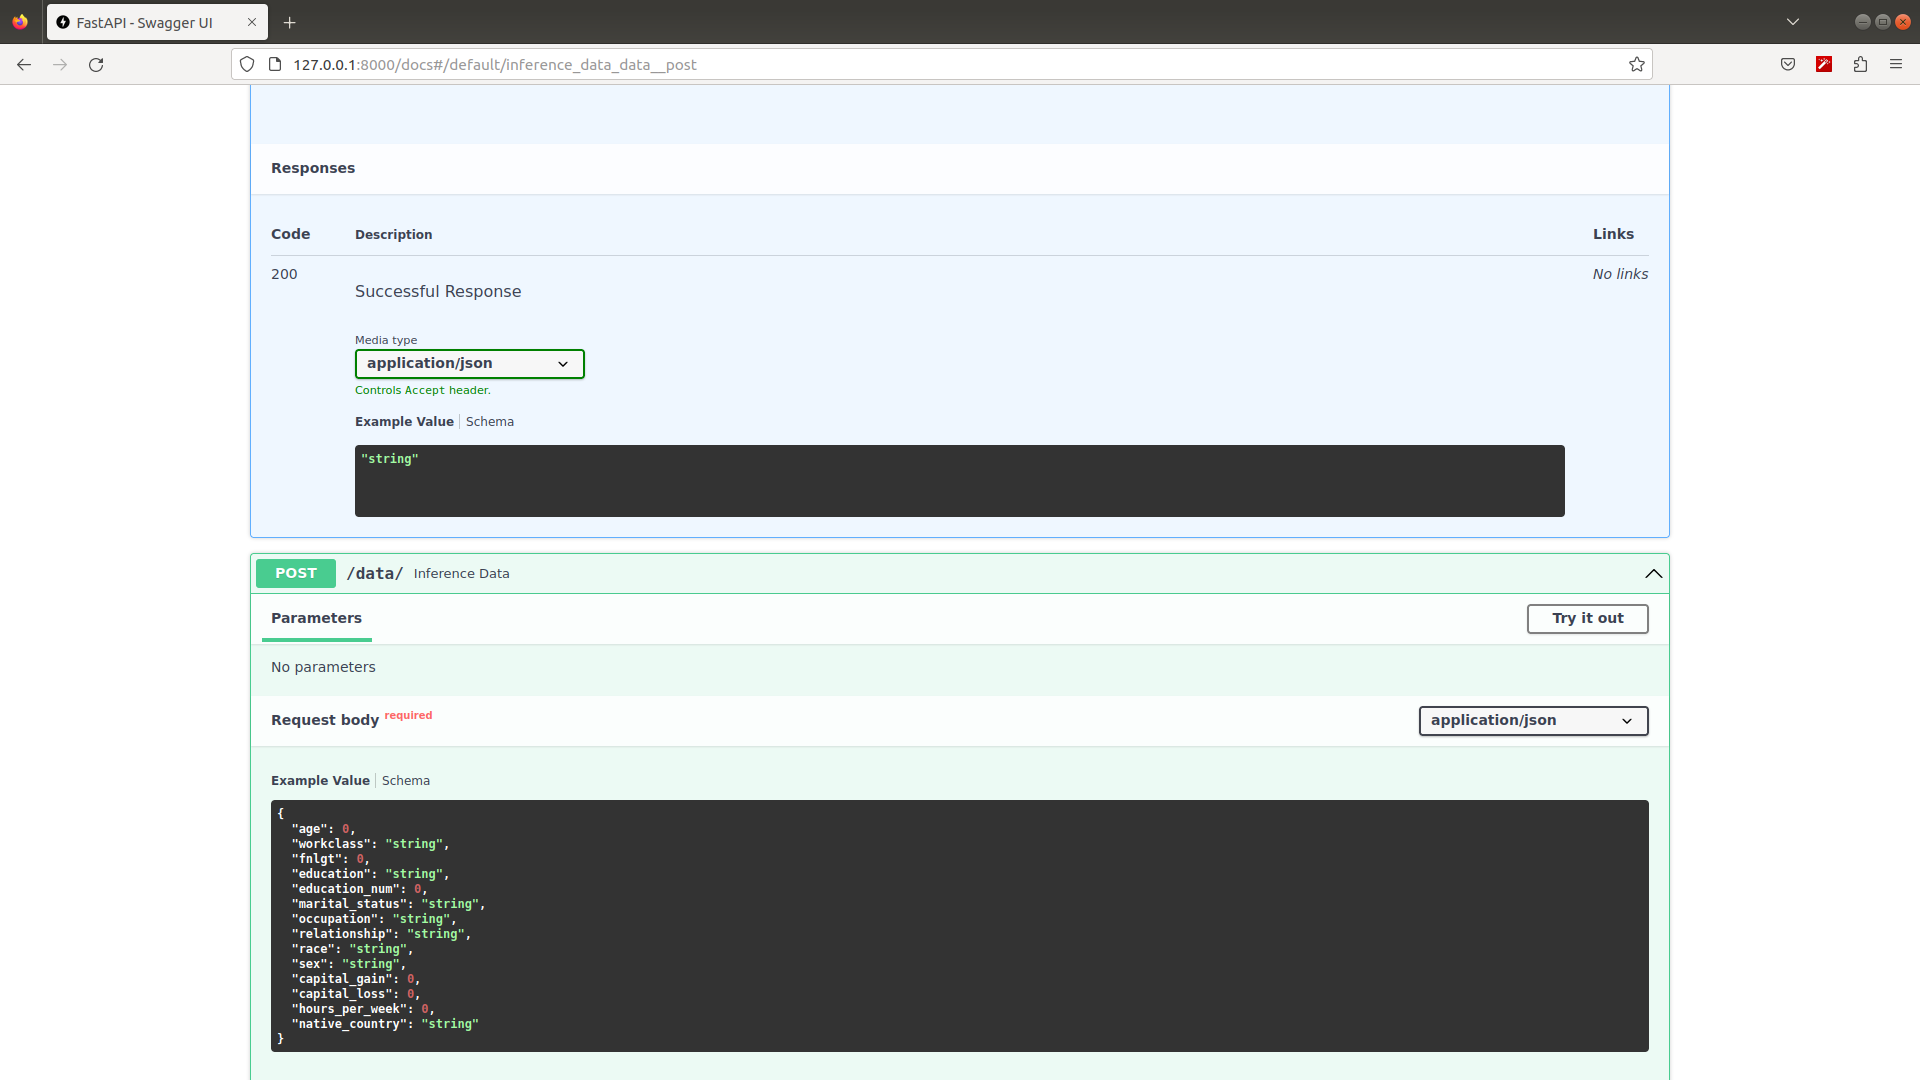 FastAPI - Swagger UI
127.0.0.1:8000/docs#/default/inference_data_data__post
Responses
Code Description Links
200 No links
Successful Response
Media type
application/json
Controls Accept header.
Example Value Schema
"string"
POST /data/ Inference Data
Parameters Try it out
No parameters
Request body required application/json
Example Value Schema
{
"age": 0,
"workclass": "string",
"fnlgt": 0,
"education": "string",
"education_num": 0,
"marital_status": "string",
"occupation": "string",
"relationship": "string",
"race": "string",
"sex": "string",
"capital_gain": 0,
"capital_loss": 0,
"hours_per_week": 0,
"native_country": "string"
}